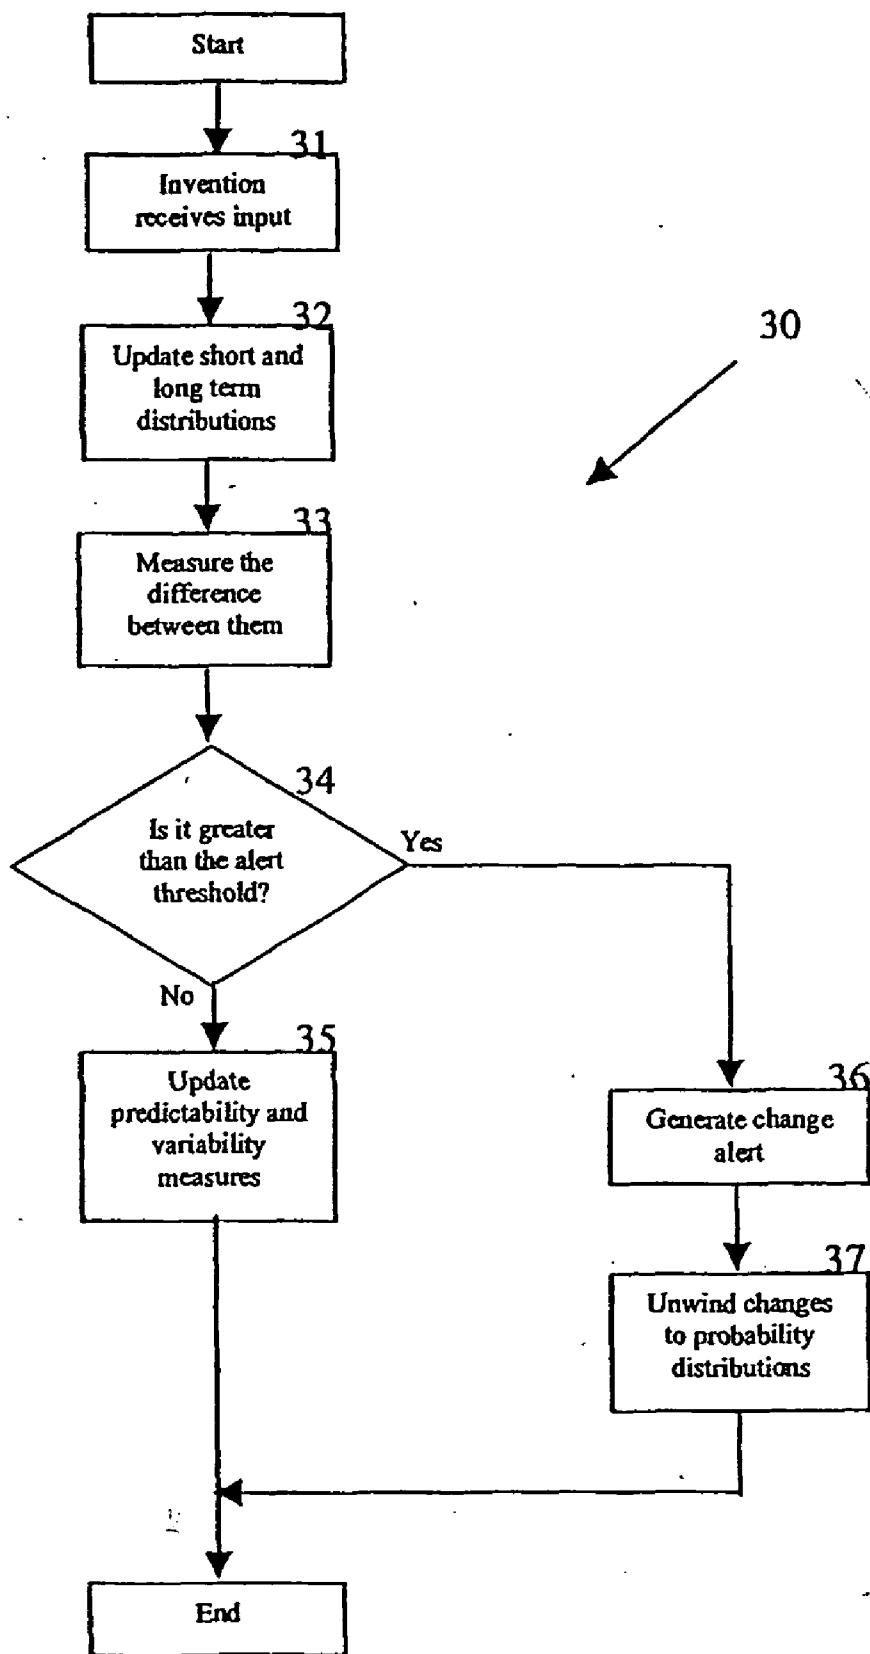 Start
31
Invention
receives input
32
Update short and
long term
distributions
30
33
Measure the
difference
between them
34
Is it greater
than the alert
threshold?
Yes
No
35
Update
predictability and
variability
measures
36
Generate change
alert
37
Unwind changes
to probability
distributions
End